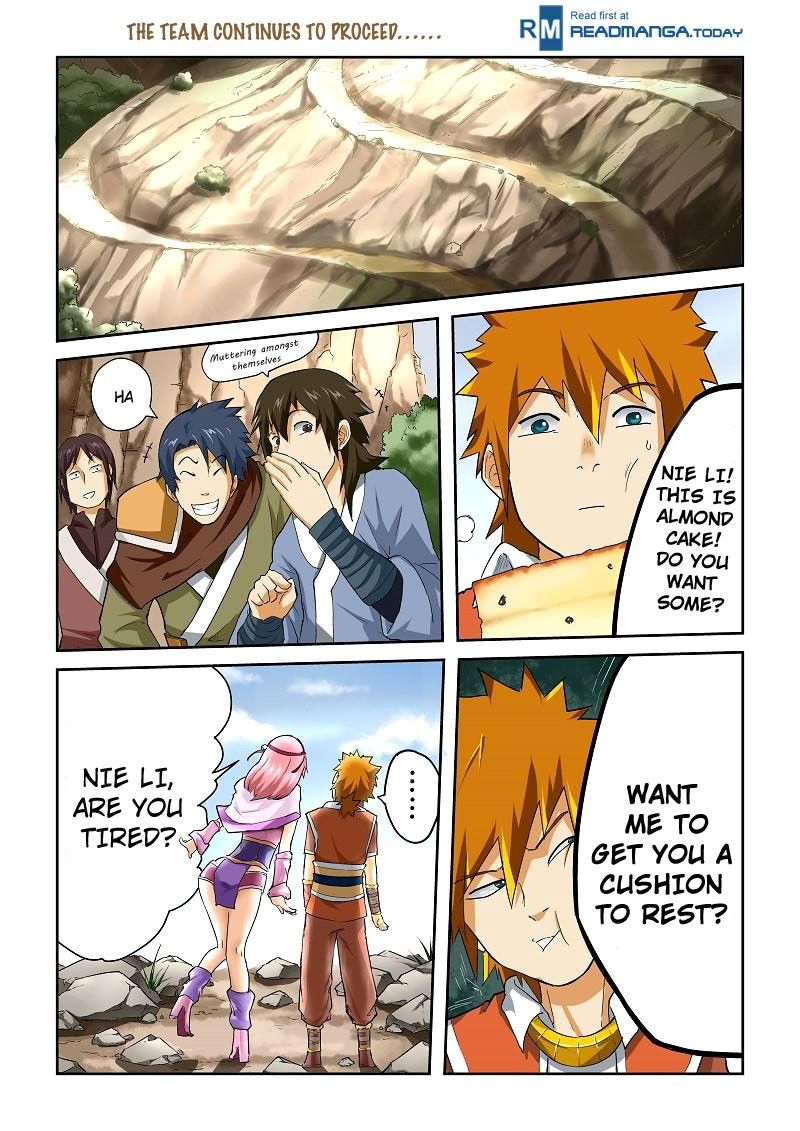 THE TEAM CONTINUES TO PROCEED......
RM
Read first at
READMANGA.TODAY
HA
Muttering amongst
themselves
NIE LI!
THIS IS
ALMOND
CAKE!
DO YOU
WANT
SOME?
NIE LI,
ARE YOU
TIRED?
......
WANT
ME TO
GET YOU A
CUSHION
TO REST?